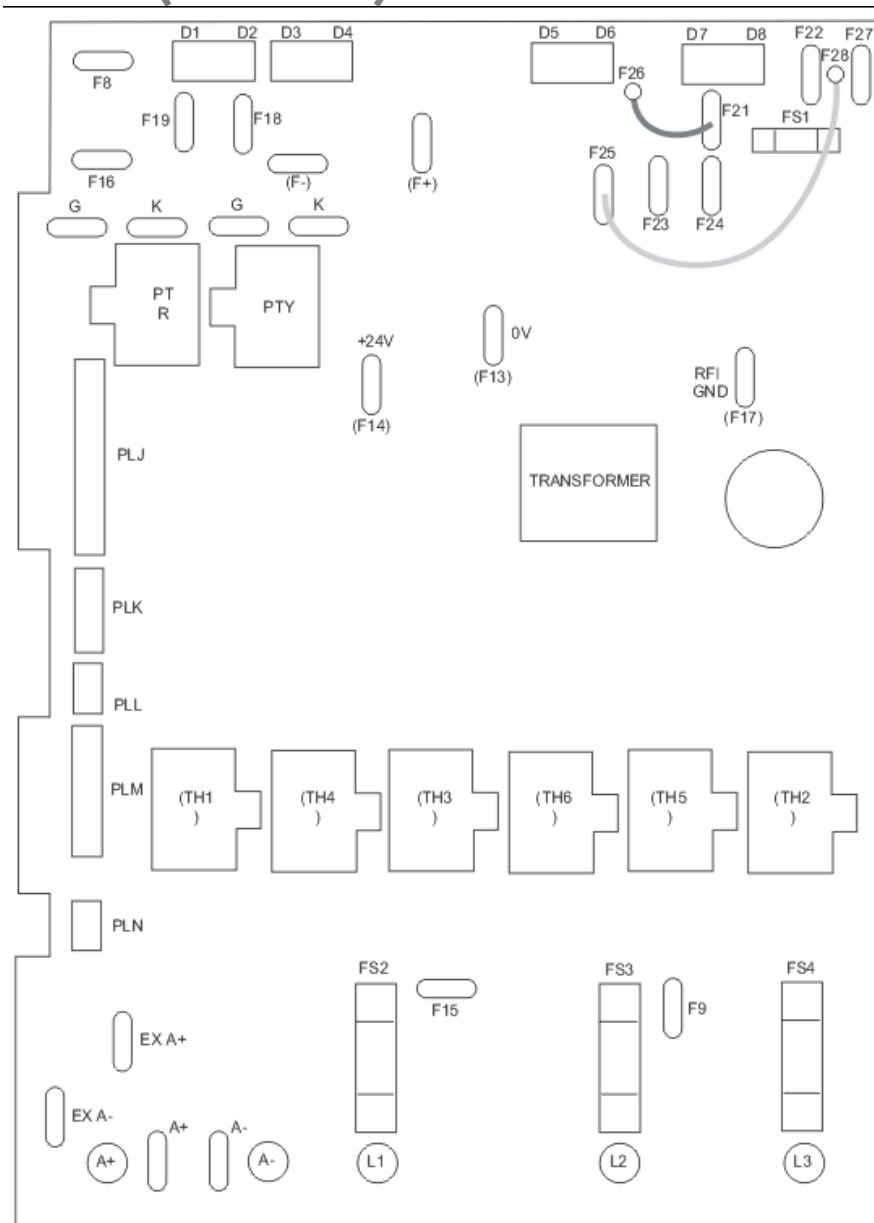 D1 D2 D3 D4 D5 D6 D7 D8 F22 F27
F28
F8
F26
F19 F18 F21 FS1
F25
F16 (F-) (F+)
F23 F24
G K G K
PT
R
PTY
+24V
0V
(F13)
RFI
GND
(F14)
(F17)
PLJ
TRANSFORMER
PLK
PLL
PLM
(TH1
)
(TH4
)
(TH3
)
(TH6
)
(TH5
)
(TH2
)
PLN
FS2 FS3 FS4
F15 F9
EX A+
EX A-
A+ A-
A+ A- L1 L2 L3